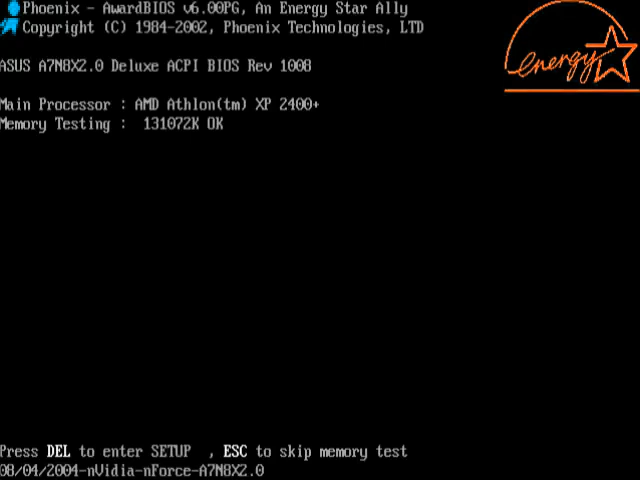 Phoenix - AwardBIOS v6.00PG, An Energy Star Ally
Copyright (C) 1984-2002, Phoenix Technologies, LTD
energy
ASUS A7N8X2.0 Deluxe ACPI BIOS Rev 1008
Main Processor : AMD Athlon(tm) XP 2400+
Memory Testing :  131072K OK
Press DEL to enter SETUP  , ESC to skip memory test
08/04/2004-nVidia-nForce-A7N8X2.0